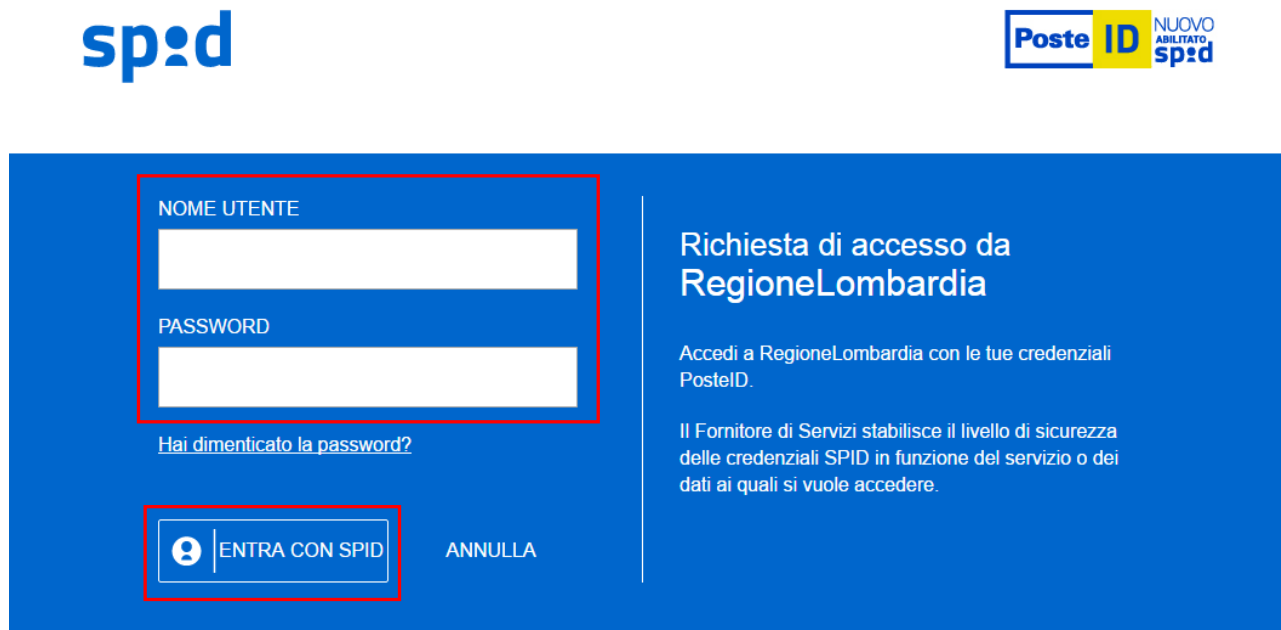 spid
Poste ID NUOVO
ABILITATO
spid
NOME UTENTE
PASSWORD
Hai dimenticato la password?
ENTRA CON SPID
ANNULLA
Richiesta di accesso da
RegioneLombardia
Accedi a RegioneLombardia con le tue credenziali
PosteID.
Il Fornitore di Servizi stabilisce il livello di sicurezza
delle credenziali SPID in funzione del servizio o dei
dati ai quali si vuole accedere.